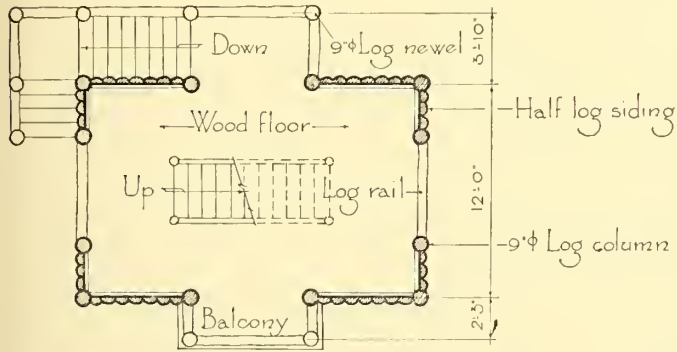 Down
9"ϕ Log newel
3'-10"
Half log siding
Wood floor
Up
Log rail
12'-0"
9"ϕ Log column
Balcony
2'-3"